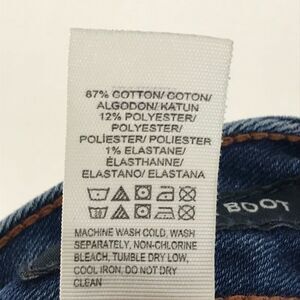 87% COTTON/ COTON/
ALGODON/ KATUN
12% POLYESTER/
POLYESTER/
POLIÉSTER/ POLIESTER
1% ELASTANE/
ÉLASTHANNE/
ELASTANO/ ELASTANA
MACHINE WASH COLD, WASH
SEPARATELY, NON-CHLORINE
BLEACH, TUMBLE DRY LOW,
COOL IRON, DO NOT DRY
CLEAN
BOOT